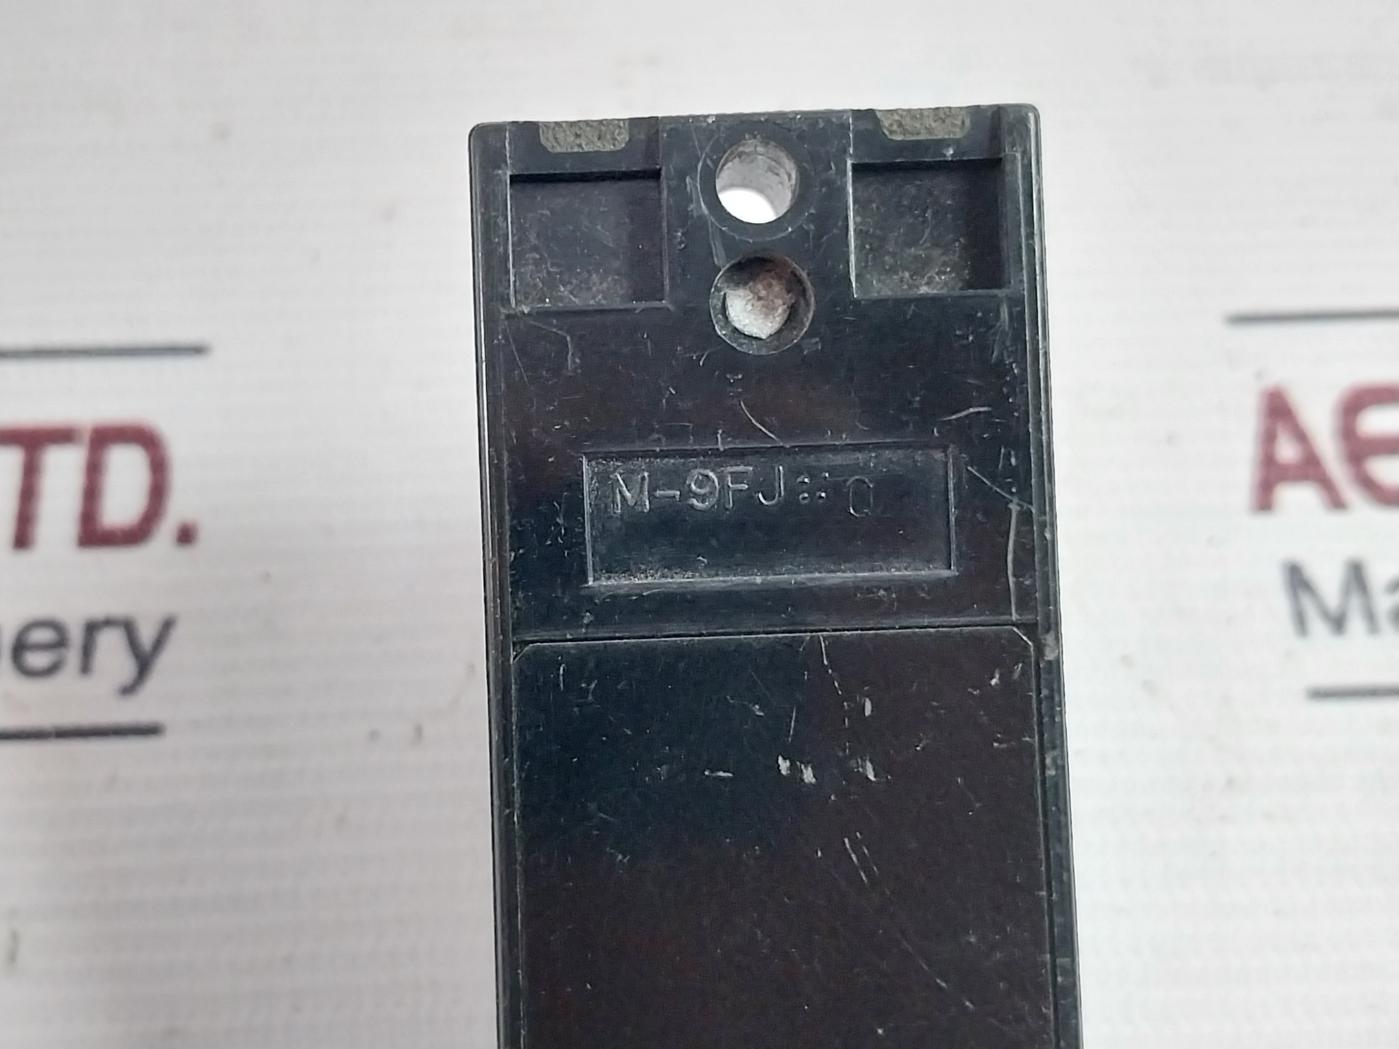 TD.
AE
ery
Ma
M-9FJ:: Q